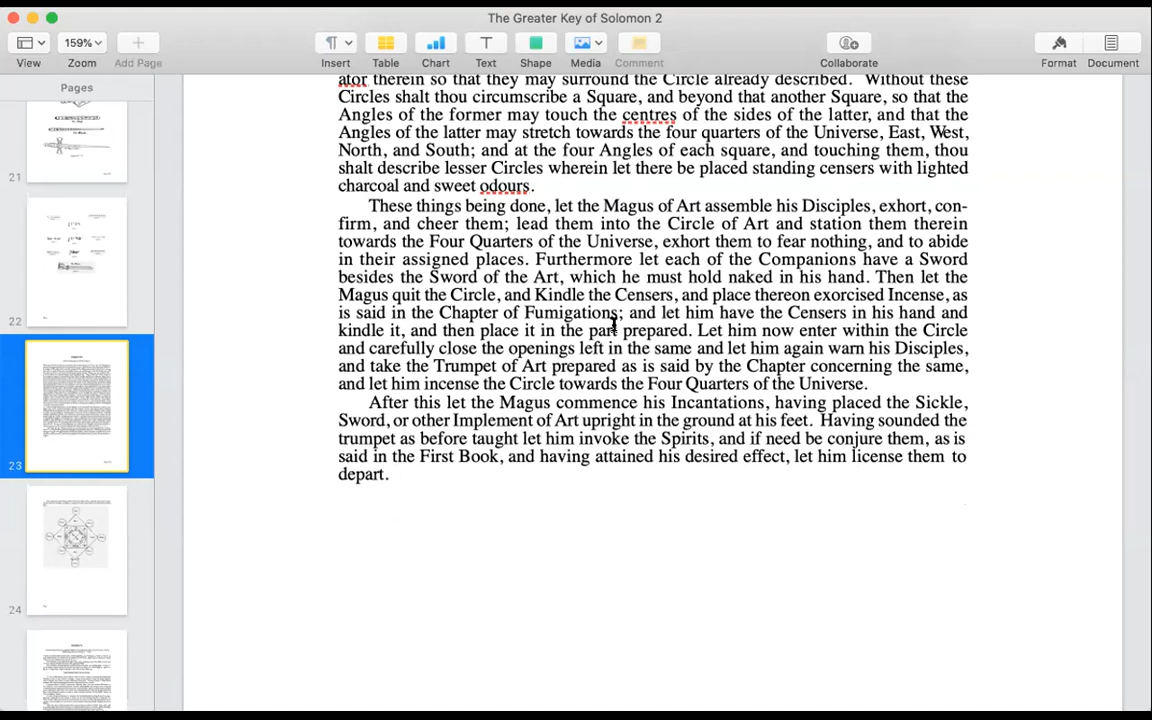 The Greater Key of Solomon 2
159%
View
Zoom
Add Page
Insert
Table
Chart
Text
Shape
Media
Comment
Collaborate
Format
Document
Pages
21
22
23
24
ator therein so that they may surround the Circle already described. Without these
Circles shalt thou circumscribe a Square, and beyond that another Square, so that the
Angles of the former may touch the centres of the sides of the latter, and that the
Angles of the latter may stretch towards the four quarters of the Universe, East, West,
North, and South; and at the four Angles of each square, and touching them, thou
shalt describe lesser Circles wherein let there be placed standing censers with lighted
charcoal and sweet odours.
These things being done, let the Magus of Art assemble his Disciples, exhort, con-
firm, and cheer them; lead them into the Circle of Art and station them therein
towards the Four Quarters of the Universe, exhort them to fear nothing, and to abide
in their assigned places. Furthermore let each of the Companions have a Sword
besides the Sword of the Art, which he must hold naked in his hand. Then let the
Magus quit the Circle, and Kindle the Censers, and place thereon exorcised Incense, as
is said in the Chapter of Fumigations; and let him have the Censers in his hand and
kindle it, and then place it in the part prepared. Let him now enter within the Circle
and carefully close the openings left in the same and let him again warn his Disciples,
and take the Trumpet of Art prepared as is said by the Chapter concerning the same,
and let him incense the Circle towards the Four Quarters of the Universe.
After this let the Magus commence his Incantations, having placed the Sickle,
Sword, or other Implement of Art upright in the ground at his feet. Having sounded the
trumpet as before taught let him invoke the Spirits, and if need be conjure them, as is
said in the First Book, and having attained his desired effect, let him license them to
depart.